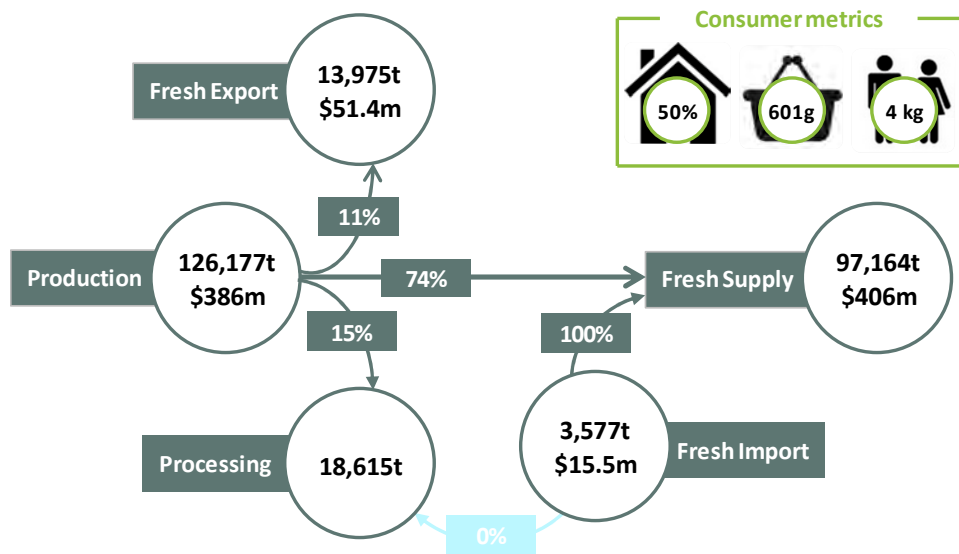 Consumer metrics
50%
601g
4 kg
Fresh Export
13,975t
$51.4m
11%
Production
126,177t
$386m
74%
Fresh Supply
97,164t
$406m
15%
100%
Processing
18,615t
3,577t
$15.5m
Fresh Import
0%